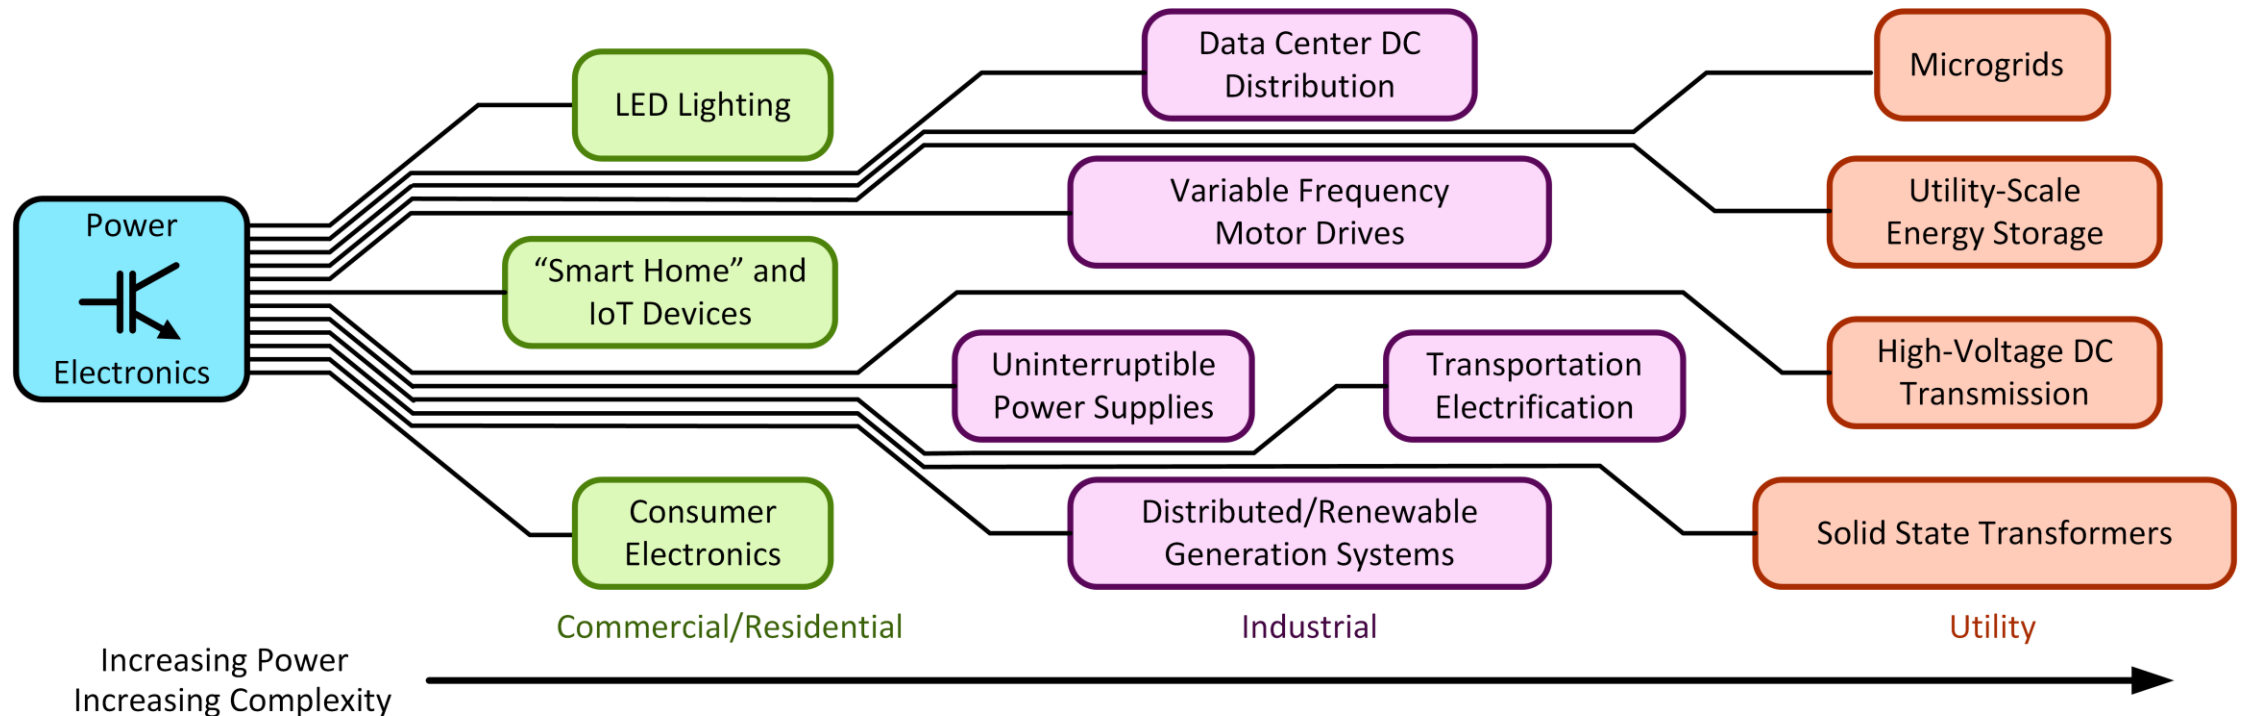 Power
Electronics
LED Lighting
“Smart Home” and
IoT Devices
Consumer
Electronics
Commercial/Residential
Data Center DC
Distribution
Variable Frequency
Motor Drives
Uninterruptible
Power Supplies
Transportation
Electrification
Distributed/Renewable
Generation Systems
Industrial
Microgrids
Utility-Scale
Energy Storage
High-Voltage DC
Transmission
Solid State Transformers
Utility
Increasing Power
Increasing Complexity